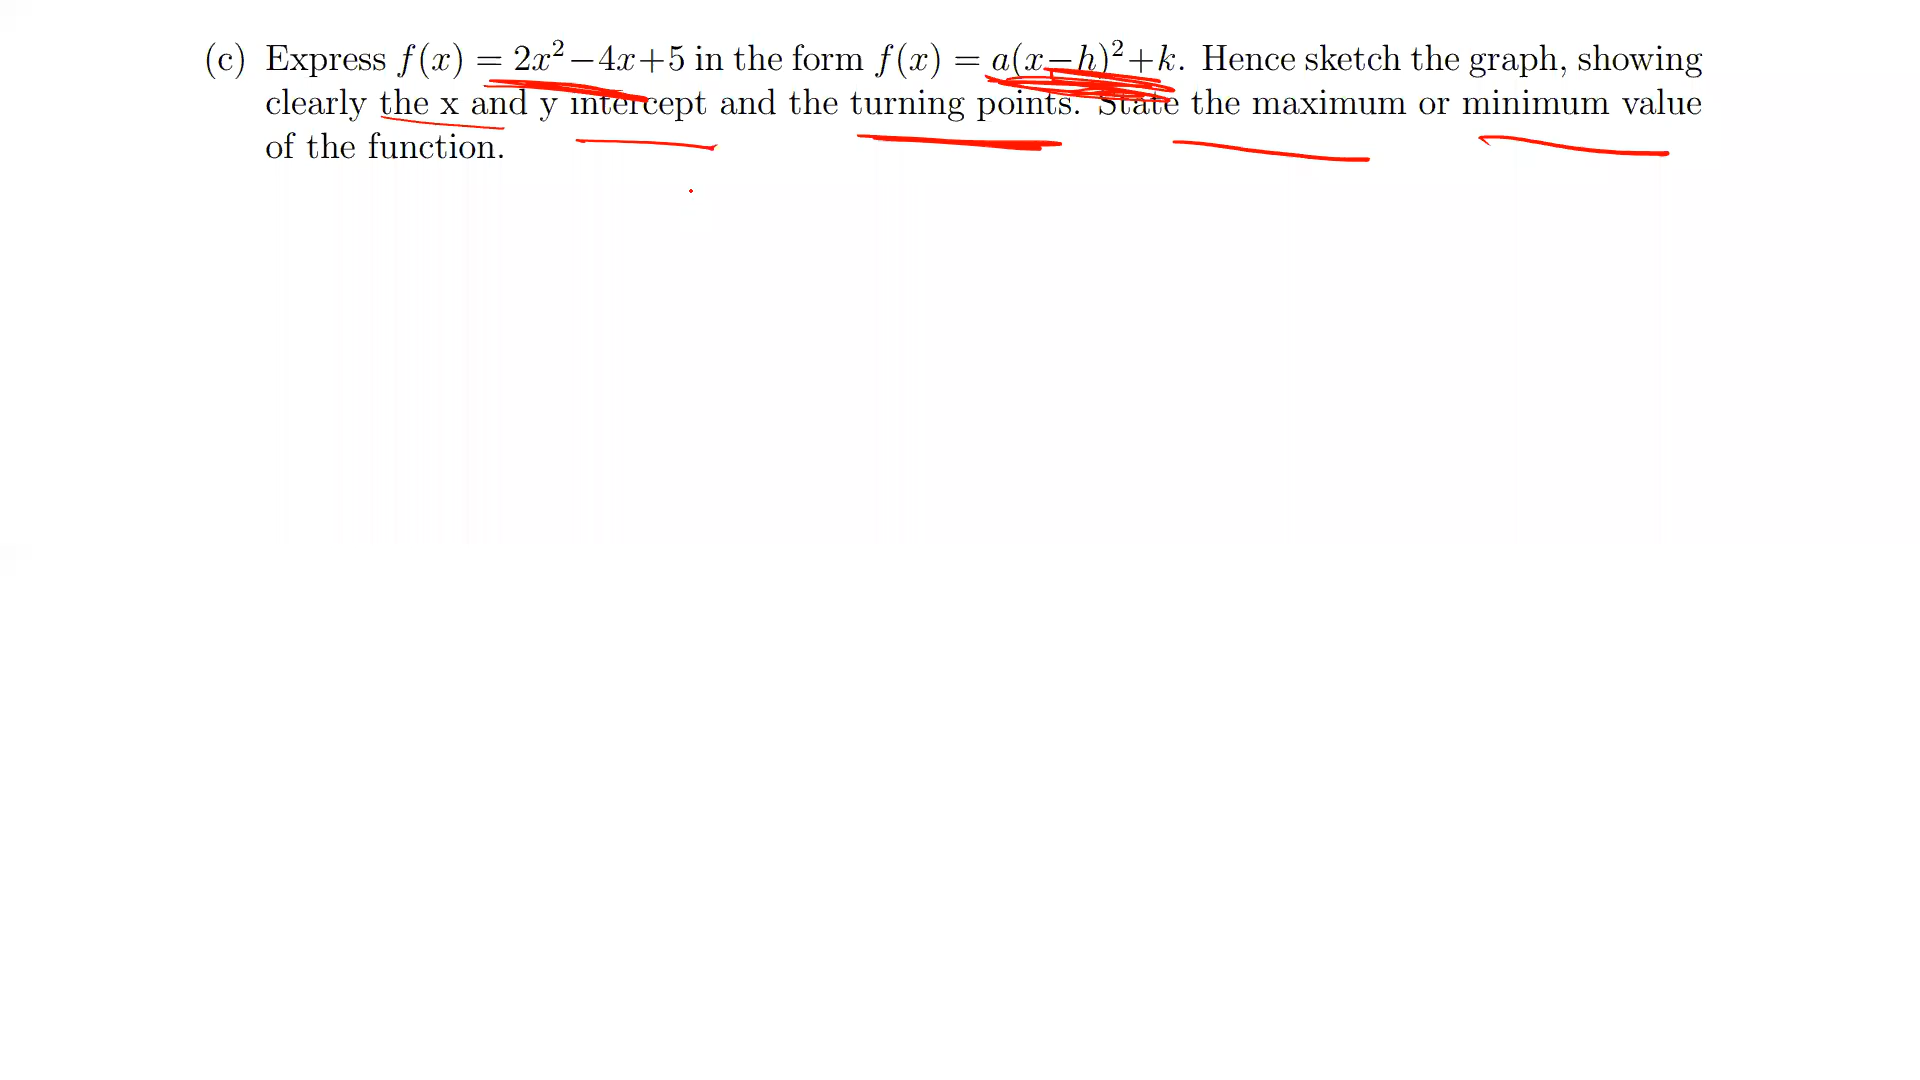 (c) Express f(x) = 2x²−4x+5 in the form f(x) = a(x−h)²+k. Hence sketch the graph, showing
clearly the x and y intercept and the turning points. State the maximum or minimum value
of the function.